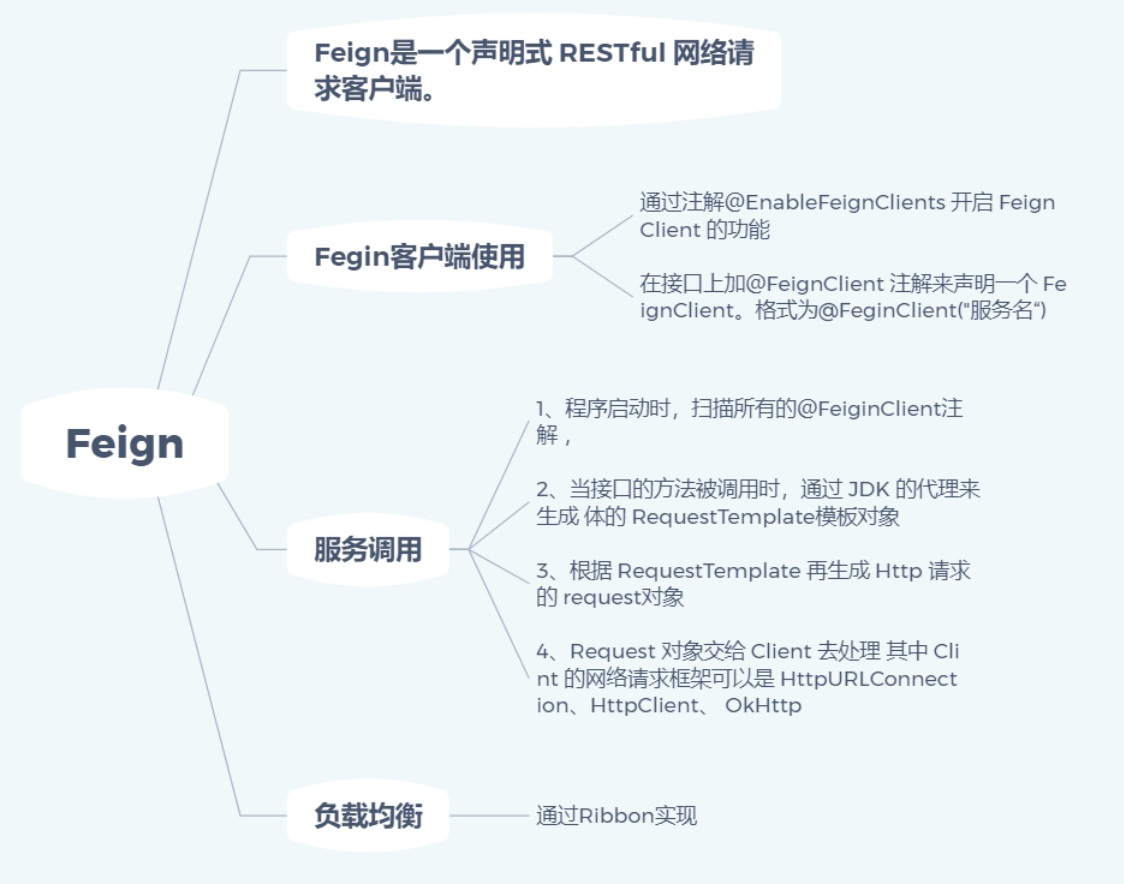 Feign是一个声明式 RESTful 网络请
求客户端。
通过注解@EnableFeignClients 开启 Feign
Client 的功能
Fegin客户端使用
在接口上加@FeignClient 注解来声明一个 Fe
ignClient。格式为@FeginClient("服务名“)
Feign
1、程序启动时，扫描所有的@FeiginClient注
解 ，
2、当接口的方法被调用时，通过 JDK 的代理来
生成 体的 RequestTemplate模板对象
服务调用
3、根据 RequestTemplate 再生成 Http 请求
的 request对象
4、Request 对象交给 Client 去处理 其中 Cli
nt 的网络请求框架可以是 HttpURLConnect
ion、HttpClient、 OkHttp
负载均衡
通过Ribbon实现